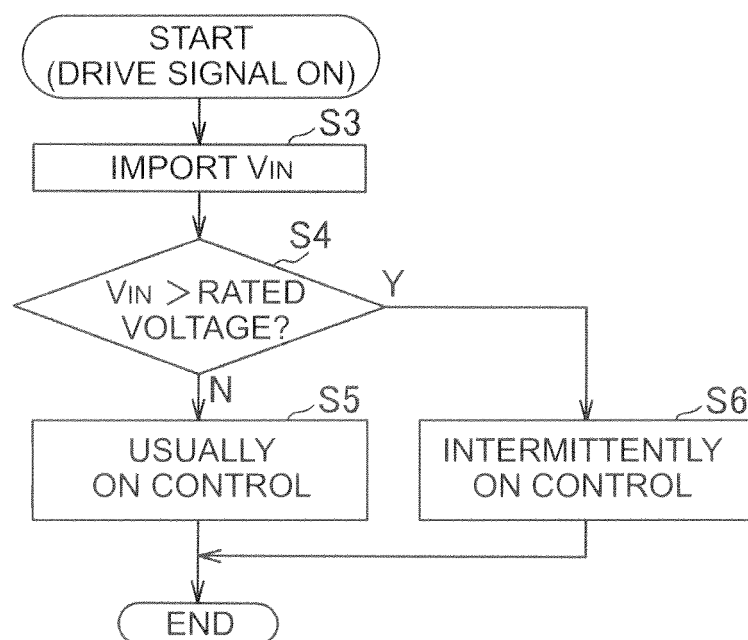 START
(DRIVE SIGNAL ON)
S3
IMPORT VIN
S4
VIN > RATED
VOLTAGE?
Y
N
S5
USUALLY
ON CONTROL
S6
INTERMITTENTLY
ON CONTROL
END